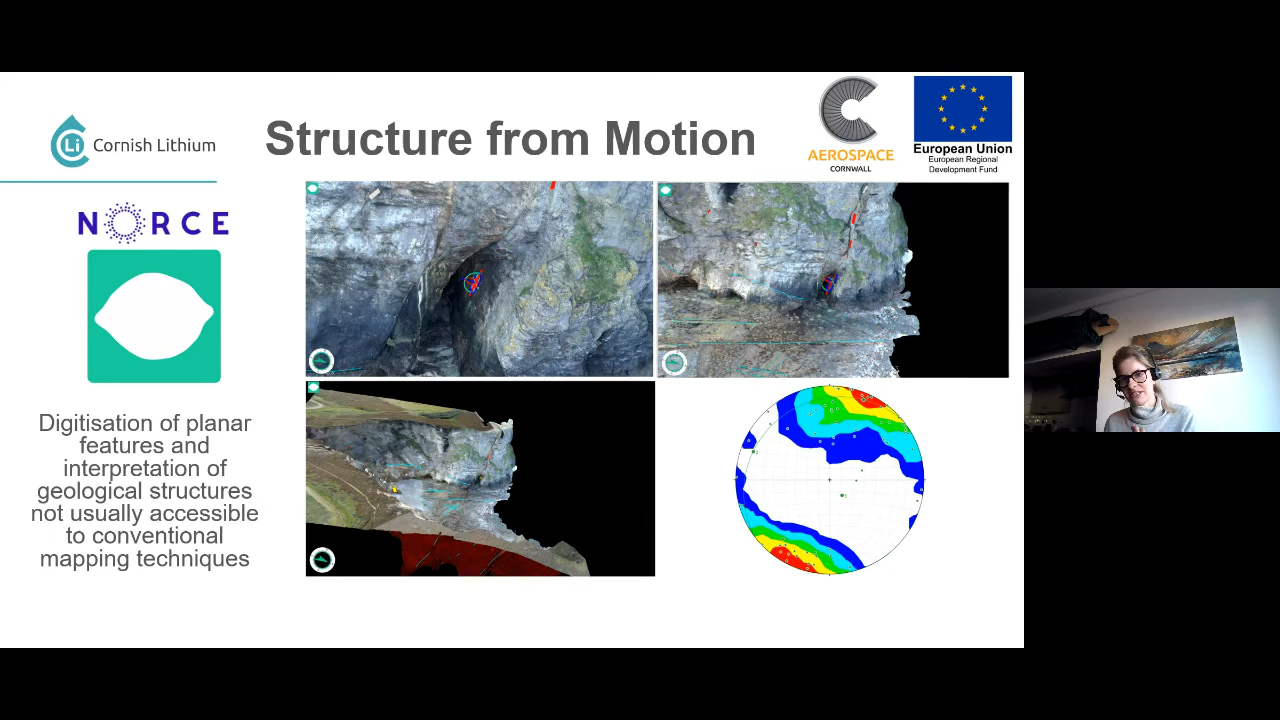 Li
Cornish Lithium
Structure from Motion
AEROSPACE
CORNWALL
European Union
European Regional
Development Fund
NORCE
Digitisation of planar
features and
interpretation of
geological structures
not usually accessible
to conventional
mapping techniques